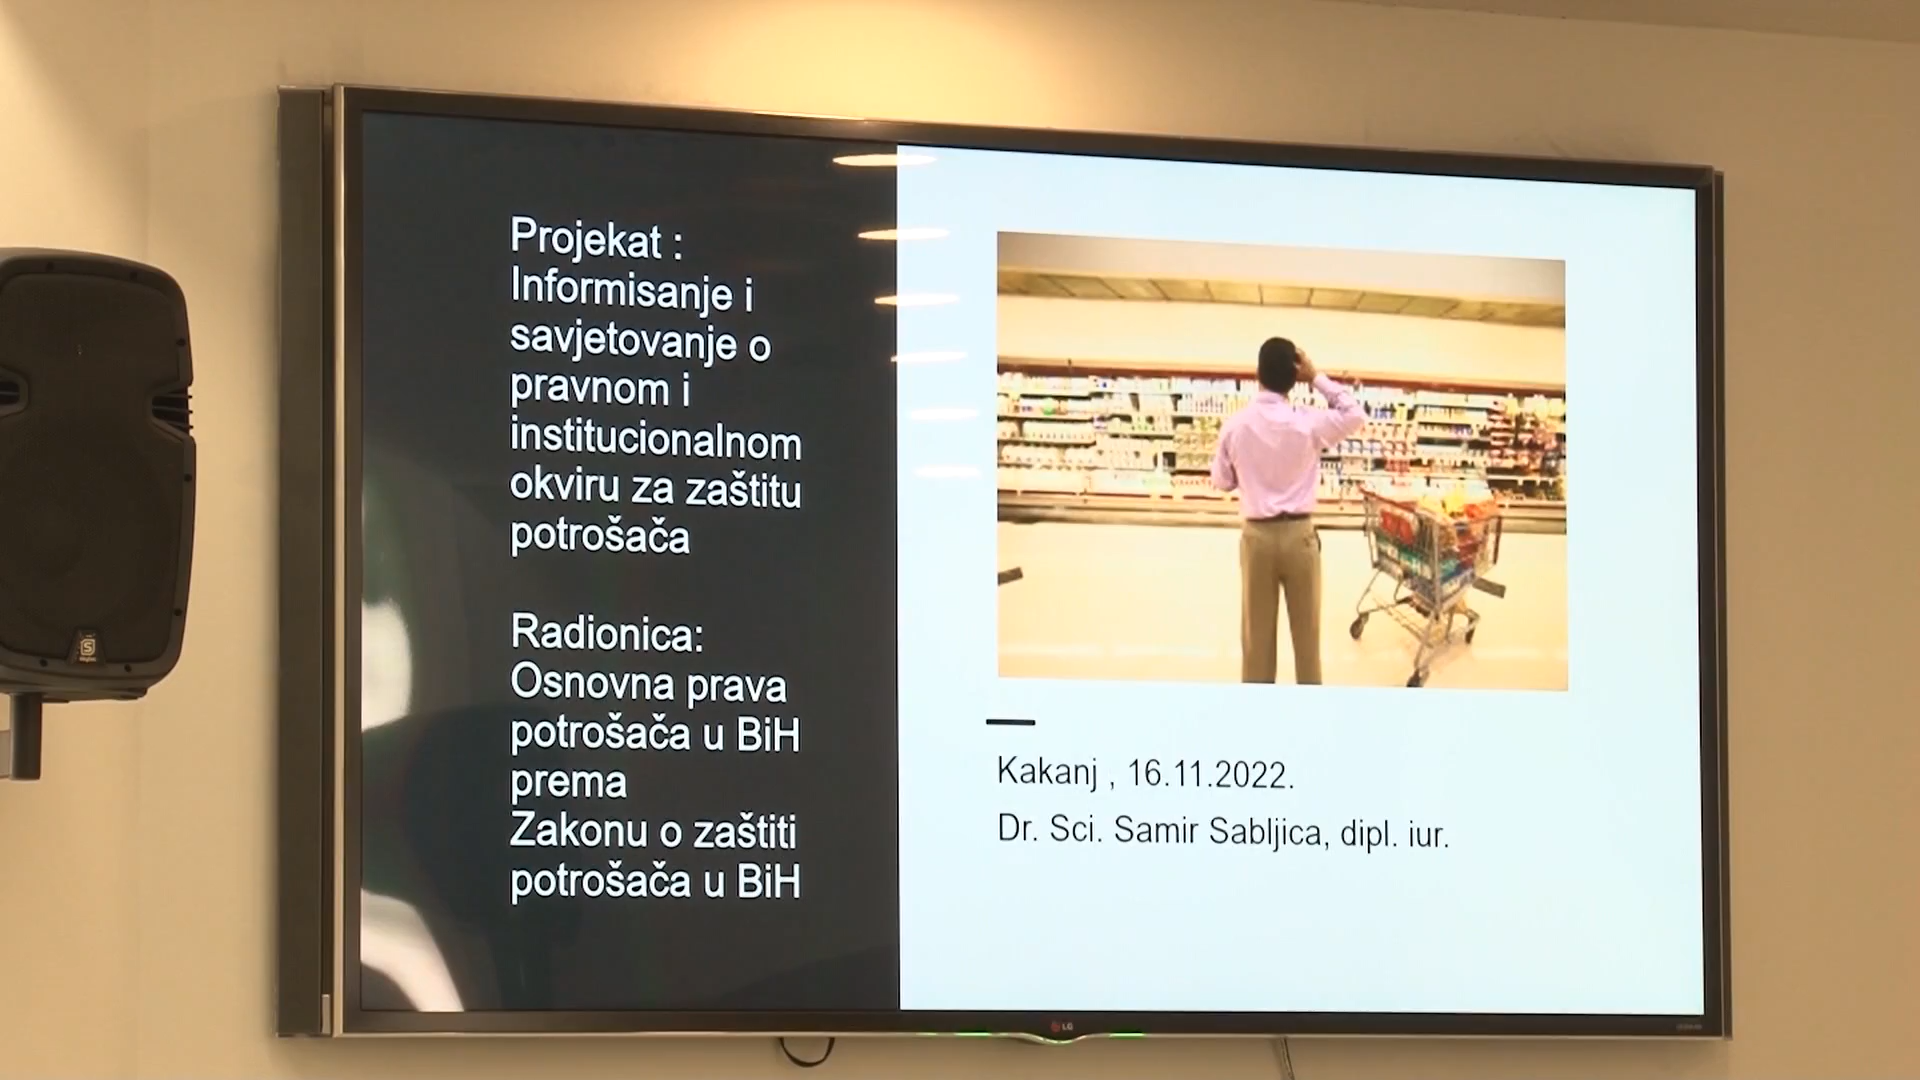 Projekat :
Informisanje i
savjetovanje o
pravnom i
institucionalnom
okviru za zaštitu
potrošača
Radionica:
Osnovna prava
potrošača u BiH
prema
Zakonu o zaštiti
potrošača u BiH
Kakanj , 16.11.2022.
Dr. Sci. Samir Sabljica, dipl. iur.
LG